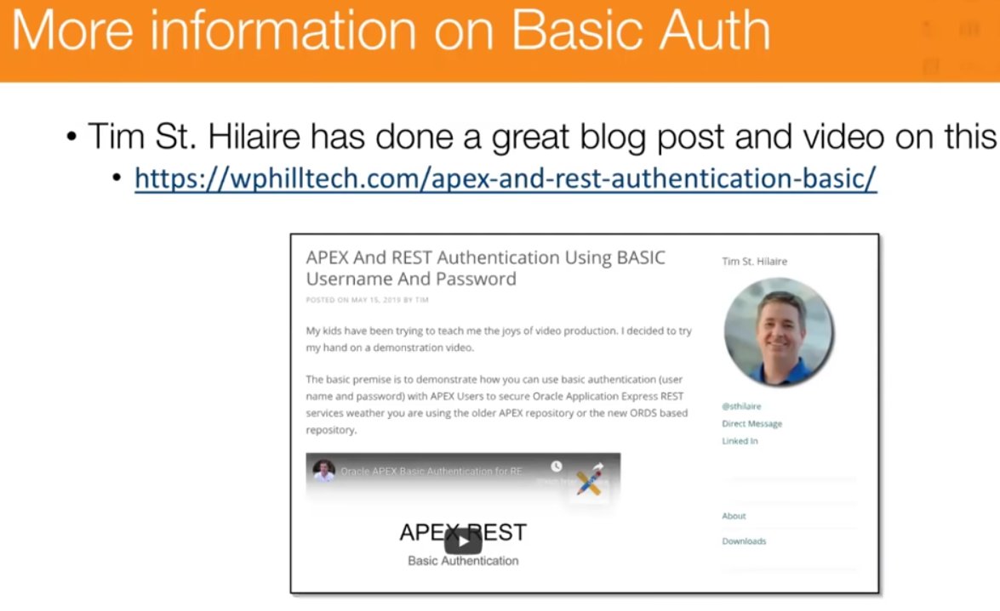 More information on Basic Auth
• Tim St. Hilaire has done a great blog post and video on this
• https://wphilltech.com/apex-and-rest-authentication-basic/
APEX And REST Authentication Using BASIC
Username And Password
POSTED ON MAY 15, 2019 BY TIM
My kids have been trying to teach me the joys of video production. I decided to try
my hand on a demonstration video.
The basic premise is to demonstrate how you can use basic authentication (user
name and password) with APEX Users to secure Oracle Application Express REST
services weather you are using the older APEX repository or the new ORDS based
repository.
Oracle APEX Basic Authentication for RE...
APEX REST
Basic Authentication
Tim St. Hilaire
@sthilaire
Direct Message
Linked In
About
Downloads